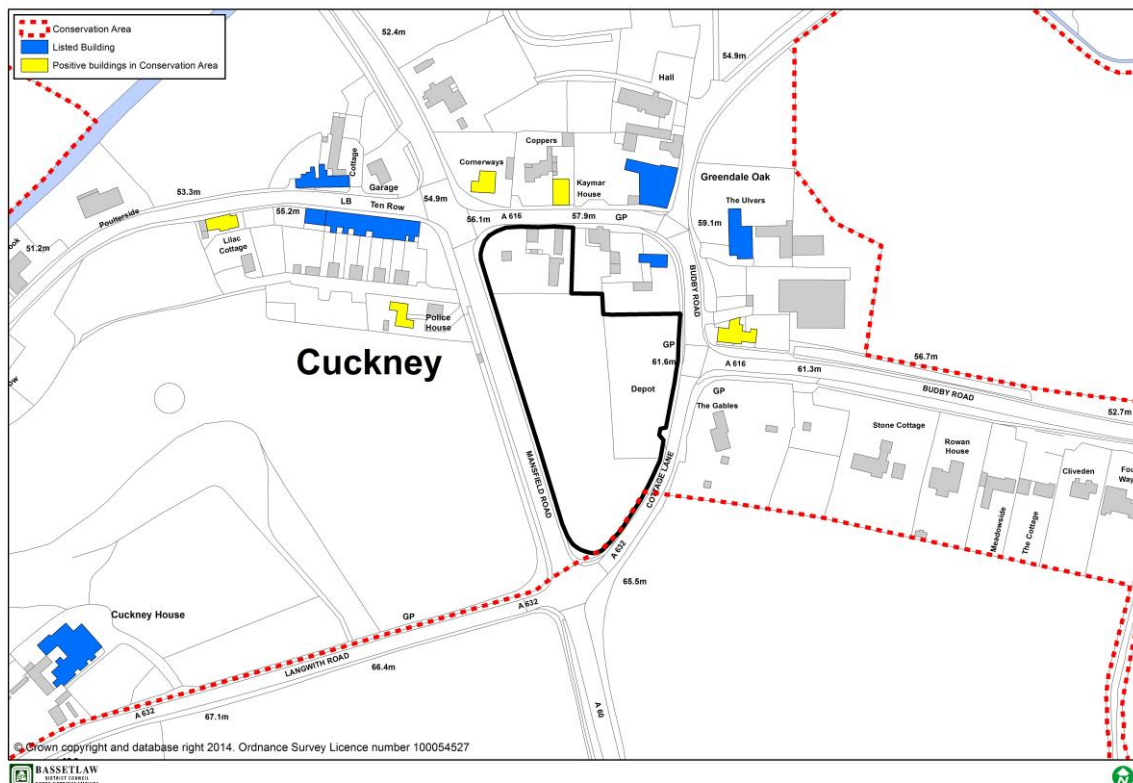 Conservation Area
Listed Building
Positive buildings in Conservation Area
52.4m
54.9m
Hall
Cottage
Coppers
Cornerways
Garage
Kaymar
House
Greendale Oak
The Ulvers
53.3m
LB
Ten Row
54.9m
56.1m
A 616
57.9m
GP
59.1m
Poulterside
55.2m
51.2m
Lilac
Cottage
Police
House
BUDBY ROAD
Cuckney
GP
61.6m
A 616
61.3m
56.7m
BUDBY ROAD
52.7m
Depot
GP
The Gables
Stone Cottage
Rowan
House
Cliveden
Meadowside
The Cottage
MANSFIELD ROAD
COTTAGE LANE
A 632
65.5m
Cuckney House
GP
A 632
LANGWITH ROAD
66.4m
A 632
67.1m
A 60
© Crown copyright and database right 2014. Ordnance Survey Licence number 100054527
BASSETLAW
DISTRICT COUNCIL
N